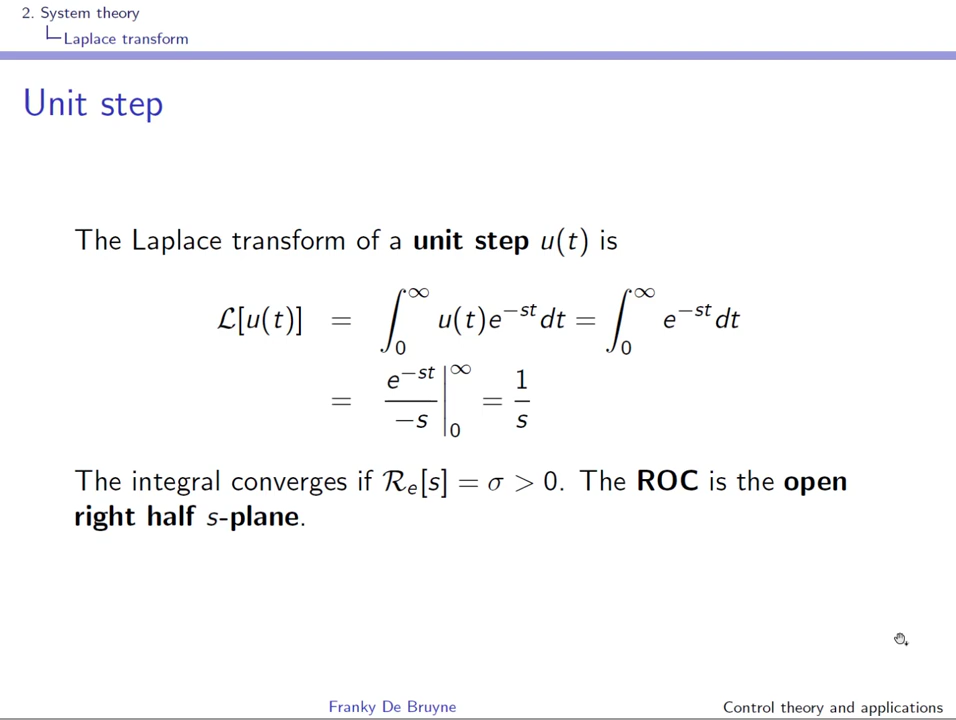 2. System theory
Laplace transform
Unit step
The Laplace transform of a unit step u(t) is
ℒ[u(t)] = ∫₀^∞ u(t)e^{−st}dt = ∫₀^∞ e^{−st}dt
= e^{−st}/−s |₀^∞ = 1/s
The integral converges if ℛₑ[s] = σ > 0. The ROC is the open
right half s-plane.
Franky De Bruyne Control theory and applications